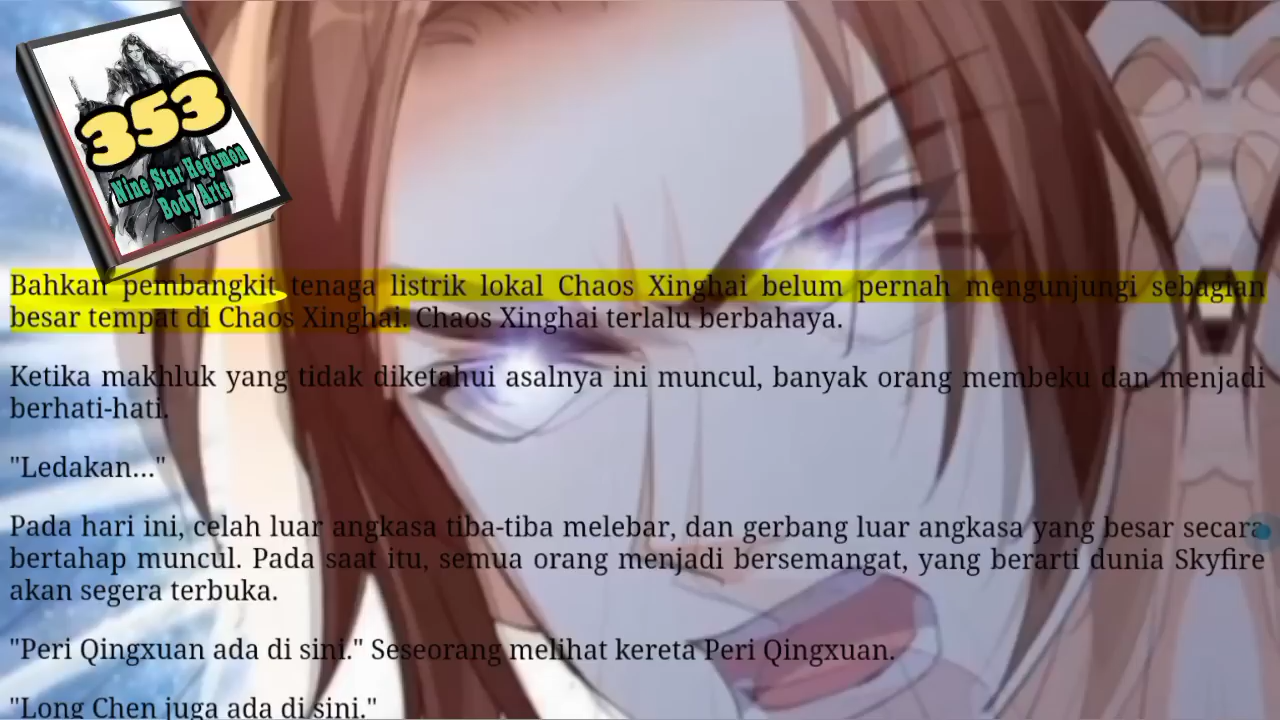 353
Nine Star Hegemon
Body Arts
Bahkan pembangkit tenaga listrik lokal Chaos Xinghai belum pernah mengunjungi sebagian
besar tempat di Chaos Xinghai. Chaos Xinghai terlalu berbahaya.
Ketika makhluk yang tidak diketahui asalnya ini muncul, banyak orang membeku dan menjadi
berhati-hati.
"Ledakan..."
Pada hari ini, celah luar angkasa tiba-tiba melebar, dan gerbang luar angkasa yang besar secara
bertahap muncul. Pada saat itu, semua orang menjadi bersemangat, yang berarti dunia Skyfire
akan segera terbuka.
"Peri Qingxuan ada di sini." Seseorang melihat kereta Peri Qingxuan.
"Long Chen juga ada di sini."